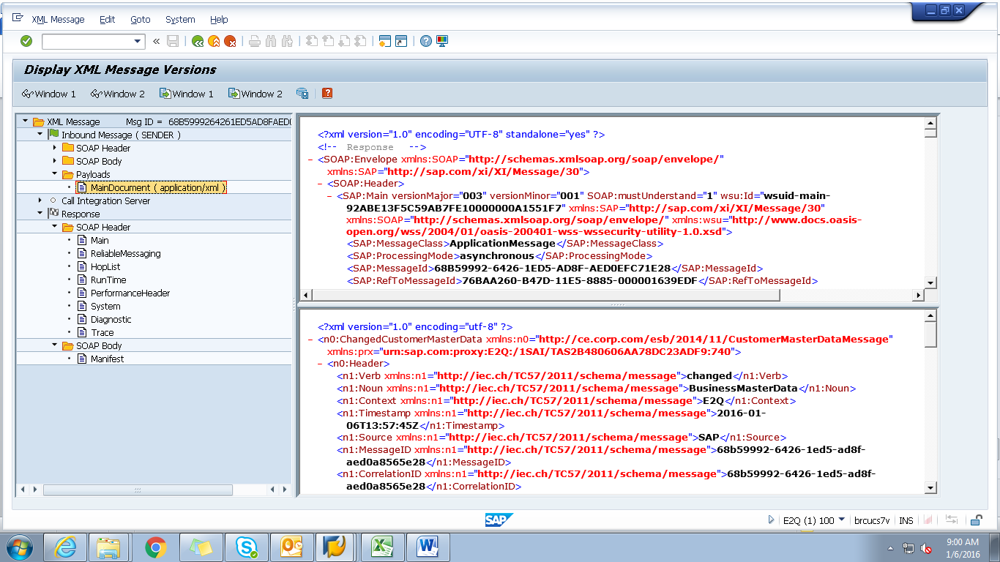 XML Message Edit Goto System Help
Display XML Message Versions
Window 1 Window 2 Window 1 Window 2
XML Message Msg ID = 68B5999264261ED5AD8FAED0
Inbound Message ( SENDER )
SOAP Header
SOAP Body
Payloads
MainDocument ( application/xml )
Call Integration Server
Response
SOAP Header
Main
ReliableMessaging
HopList
RunTime
PerformanceHeader
System
Diagnostic
Trace
SOAP Body
Manifest
<?xml version="1.0" encoding="UTF-8" standalone="yes" ?>
<!-- Response -->
- <SOAP:Envelope xmlns:SOAP="http://schemas.xmlsoap.org/soap/envelope/"
xmlns:SAP="http://sap.com/xi/XI/Message/30">
- <SOAP:Header>
- <SAP:Main versionMajor="003" versionMinor="001" SOAP:mustUnderstand="1" wsu:Id="wsuid-main-
92ABE13F5C59AB7FE10000000A1551F7" xmlns:SAP="http://sap.com/xi/XI/Message/30"
xmlns:SOAP="http://schemas.xmlsoap.org/soap/envelope/" xmlns:wsu="http://www.docs.oasis-
open.org/wss/2004/01/oasis-200401-wss-wssecurity-utility-1.0.xsd">
<SAP:MessageClass>ApplicationMessage</SAP:MessageClass>
<SAP:ProcessingMode>asynchronous</SAP:ProcessingMode>
<SAP:MessageId>68B59992-6426-1ED5-AD8F-AED0EFC71E28</SAP:MessageId>
<SAP:RefToMessageId>76BAA260-B47D-11E5-8885-000001639EDF</SAP:RefToMessageId>
<?xml version="1.0" encoding="utf-8" ?>
- <n0:ChangedCustomerMasterData xmlns:n0="http://ce.corp.com/esb/2014/11/CustomerMasterDataMessage"
xmlns:prx="urn:sap.com:proxy:E2Q:/1SAI/TAS2B480606AA78DC23ADF9:740">
- <n0:Header>
<n1:Verb xmlns:n1="http://iec.ch/TC57/2011/schema/message">changed</n1:Verb>
<n1:Noun xmlns:n1="http://iec.ch/TC57/2011/schema/message">BusinessMasterData</n1:Noun>
<n1:Context xmlns:n1="http://iec.ch/TC57/2011/schema/message">E2Q</n1:Context>
<n1:Timestamp xmlns:n1="http://iec.ch/TC57/2011/schema/message">2016-01-
06T13:57:45Z</n1:Timestamp>
<n1:Source xmlns:n1="http://iec.ch/TC57/2011/schema/message">SAP</n1:Source>
<n1:MessageID xmlns:n1="http://iec.ch/TC57/2011/schema/message">68b59992-6426-1ed5-ad8f-
aed0a8565e28</n1:MessageID>
<n1:CorrelationID xmlns:n1="http://iec.ch/TC57/2011/schema/message">68b59992-6426-1ed5-ad8f-
aed0a8565e28</n1:CorrelationID>
SAP
E2Q (1) 100 brcucs7v INS
9:00 AM
1/6/2016